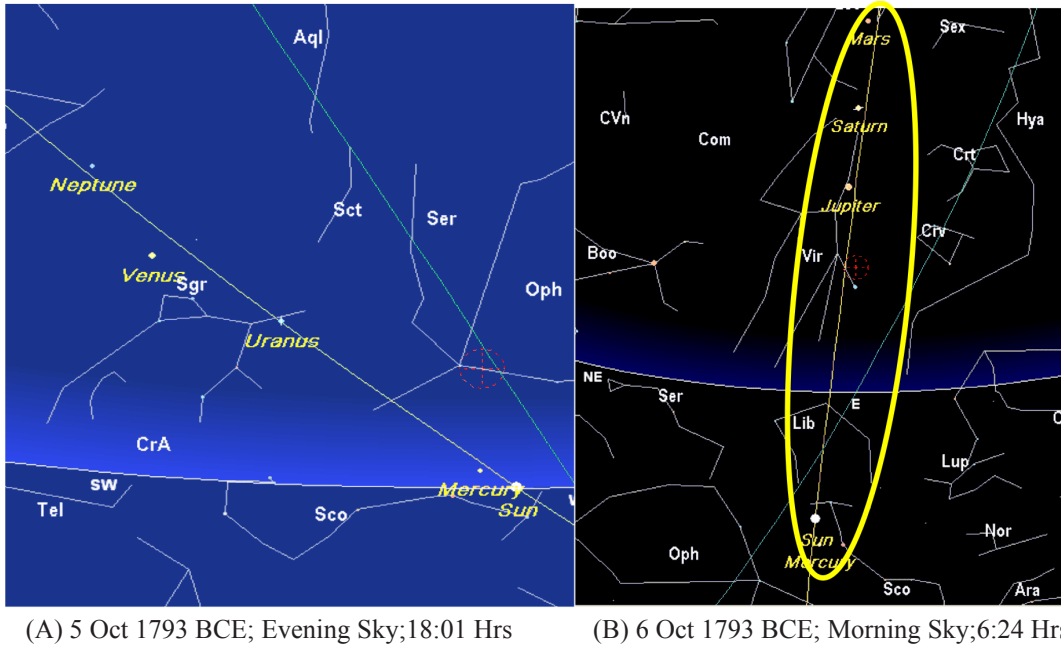 Aql
Neptune
Sct
Ser
Venus
Sgr
Oph
Uranus
CrA
sw
Mercury
Sun
Tel
Sco
(A) 5 Oct 1793 BCE; Evening Sky;18:01 Hrs
Mars
Sex
CVn
Saturn
Hya
Com
Crt
Jupiter
Crv
Boo
Vir
NE
Ser
E
Lib
Lup
Sun
Nor
Oph
Mercury
Sco
Ara
(B) 6 Oct 1793 BCE; Morning Sky;6:24 Hrs